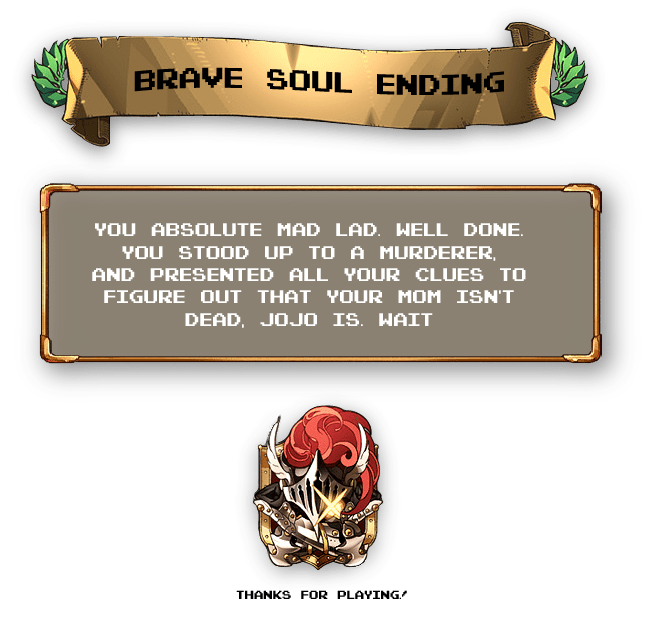 BRAVE SOUL ENDING
YOU ABSOLUTE MAD LAD. WELL DONE.
YOU STOOD UP TO A MURDERER,
AND PRESENTED ALL YOUR CLUES TO
FIGURE OUT THAT YOUR MOM ISN'T
DEAD, JOJO IS. WAIT
THANKS FOR PLAYING!